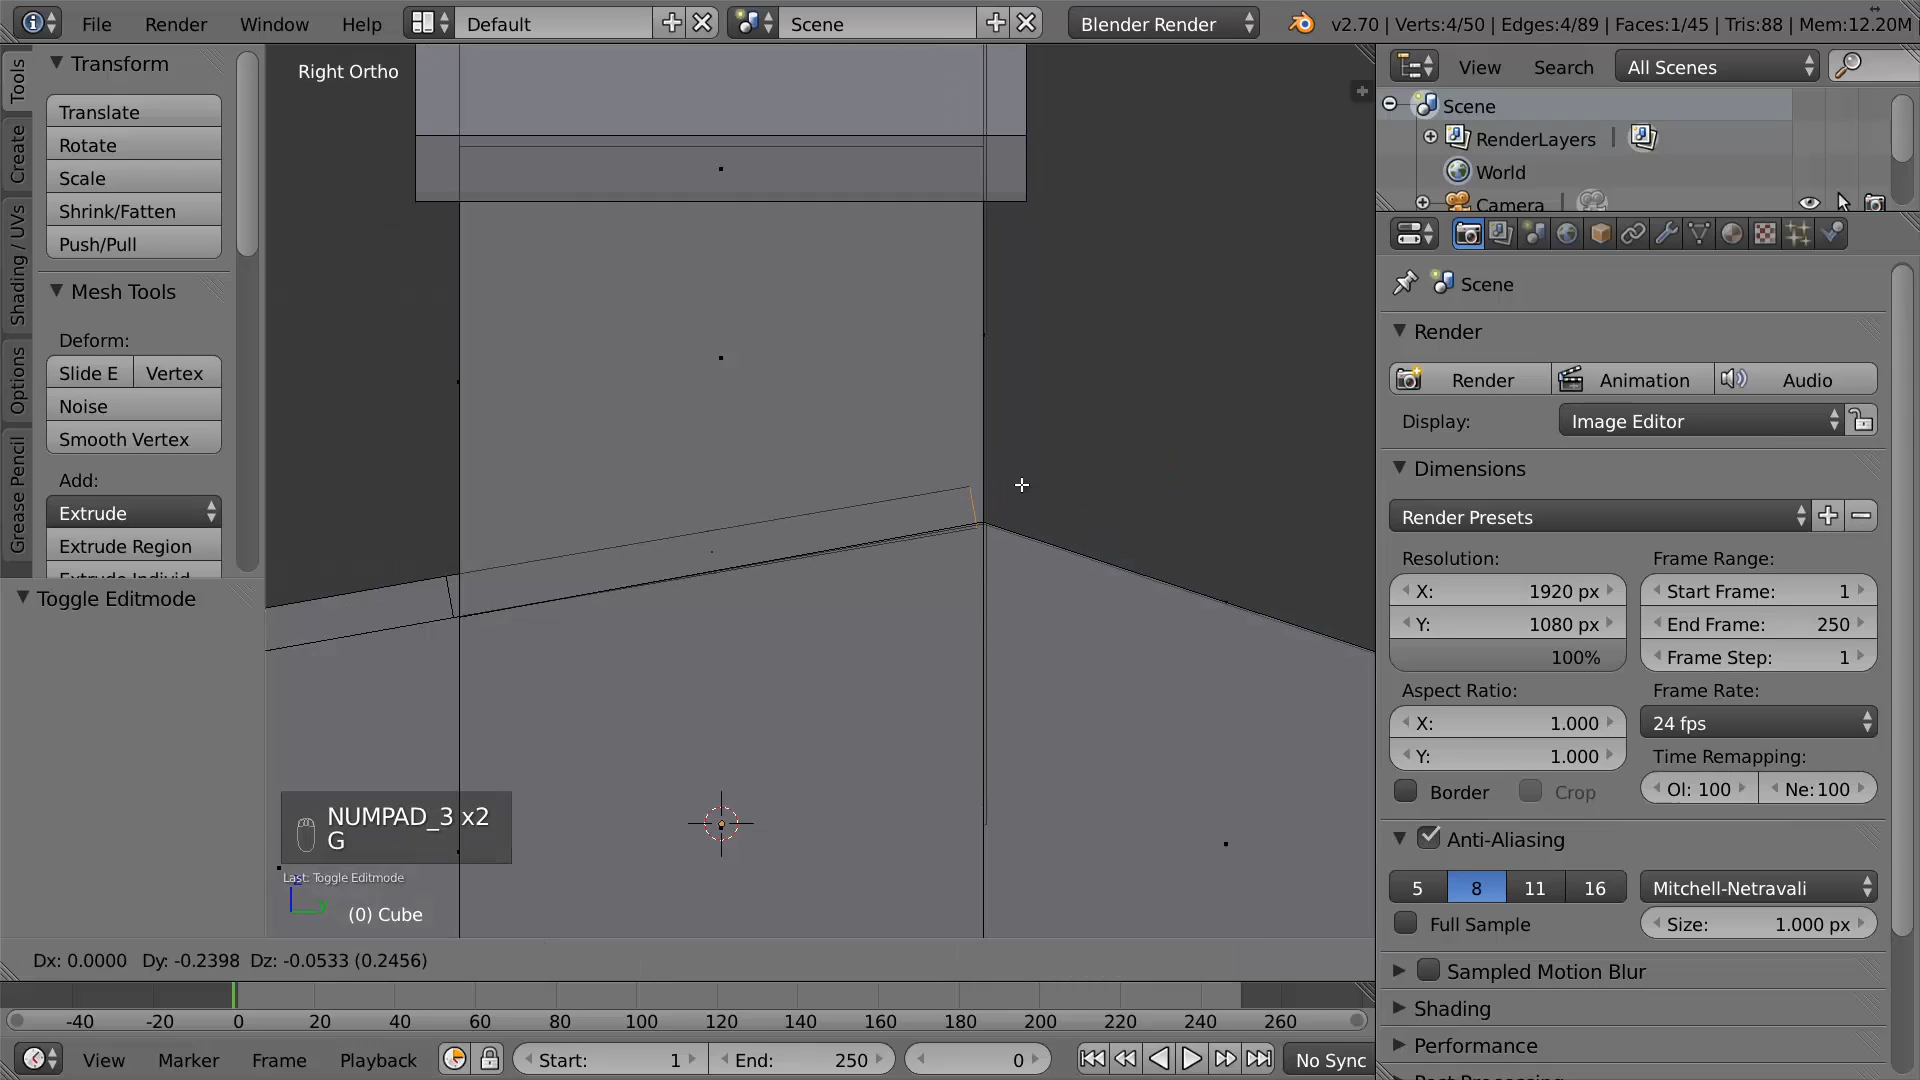 File Render Window Help Default Scene Blender Render v2.70 | Verts:4/50 | Edges:4/89 | Faces:1/45 | Tris:88 | Mem:12.20M
Tools
Create
Shading / UVs
Options
Grease Pencil
Transform
Translate
Rotate
Scale
Shrink/Fatten
Push/Pull
Mesh Tools
Deform:
Slide E Vertex
Noise
Smooth Vertex
Add:
Extrude
Extrude Region
Extrude Individ
Toggle Editmode
Right Ortho
NUMPAD_3 x2
G
Last: Toggle Editmode
z
y
(0) Cube
Dx: 0.0000 Dy: -0.2398 Dz: -0.0533 (0.2456)
-40 -20 0 20 40 60 80 100 120 140 160 180 200 220 240 260
View Marker Frame Playback Start: 1 End: 250 0 No Sync
View Search All Scenes
Scene
RenderLayers
World
Camera
Scene
Render
Render Animation Audio
Display: Image Editor
Dimensions
Render Presets
Resolution: Frame Range:
X: 1920 px Start Frame: 1
Y: 1080 px End Frame: 250
100% Frame Step: 1
Aspect Ratio: Frame Rate:
X: 1.000 24 fps
Y: 1.000 Time Remapping:
Border Crop Ol: 100 Ne:100
Anti-Aliasing
5 8 11 16 Mitchell-Netravali
Full Sample Size: 1.000 px
Sampled Motion Blur
Shading
Performance